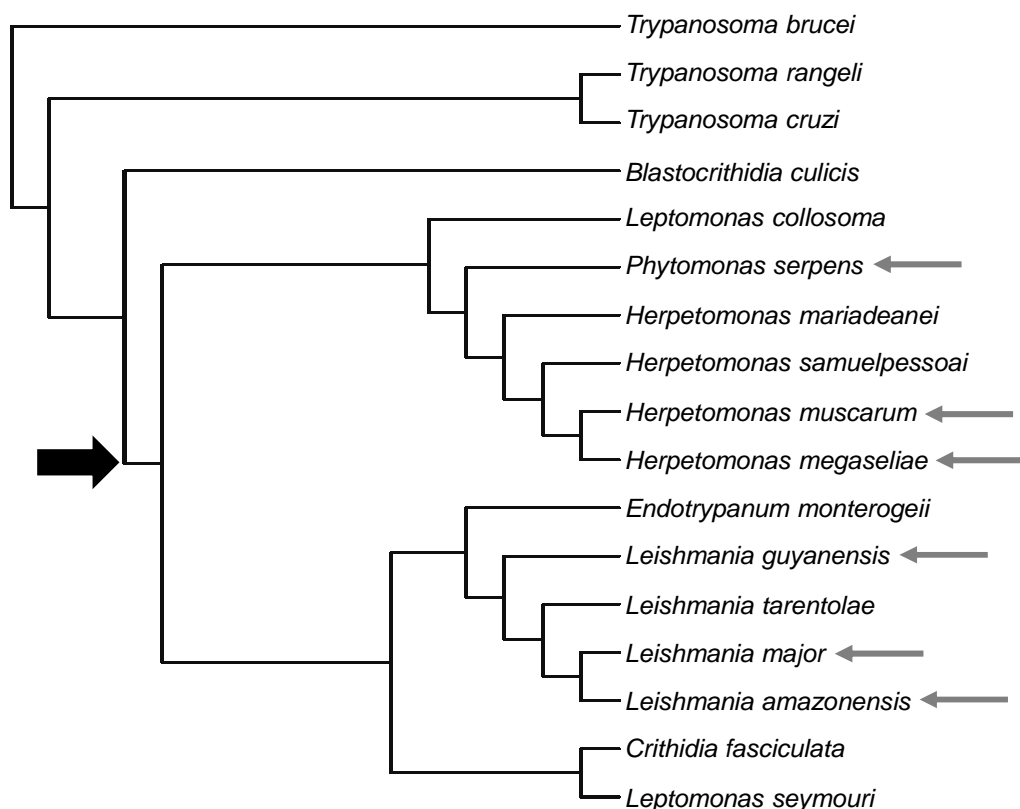 Trypanosoma brucei
Trypanosoma rangeli
Trypanosoma cruzi
Blastocrithidia culicis
Leptomonas collosoma
Phytomonas serpens
Herpetomonas mariadeanei
Herpetomonas samuelpessoai
Herpetomonas muscarum
Herpetomonas megaseliae
Endotrypanum monterogeii
Leishmania guyanensis
Leishmania tarentolae
Leishmania major
Leishmania amazonensis
Crithidia fasciculata
Leptomonas seymouri